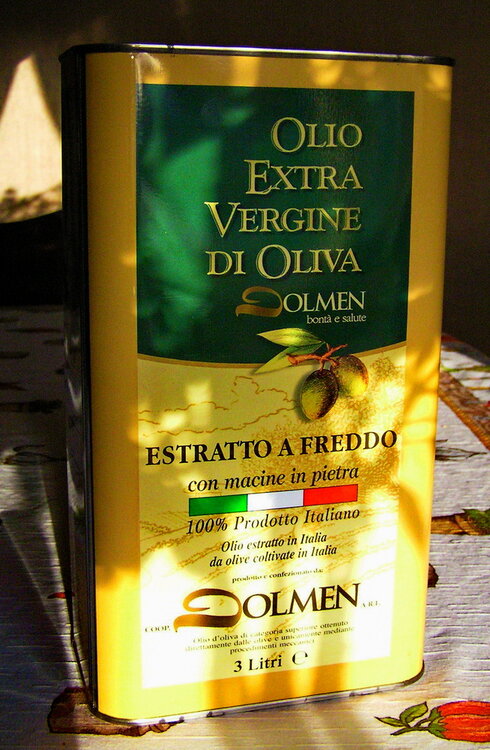 OLIO
EXTRA
VERGINE
DI OLIVA
DOLMEN
bontà e salute
ESTRATTO A FREDDO
con macine in pietra
100% Prodotto Italiano
Olio estratto in Italia
da olive coltivate in Italia
prodotto e confezionato da:
COOP. DOLMEN S.R.L.
Olio d'oliva di categoria superiore ottenuto
direttamente dalle olive e unicamente mediante
procedimenti meccanici
3 Litri ℮